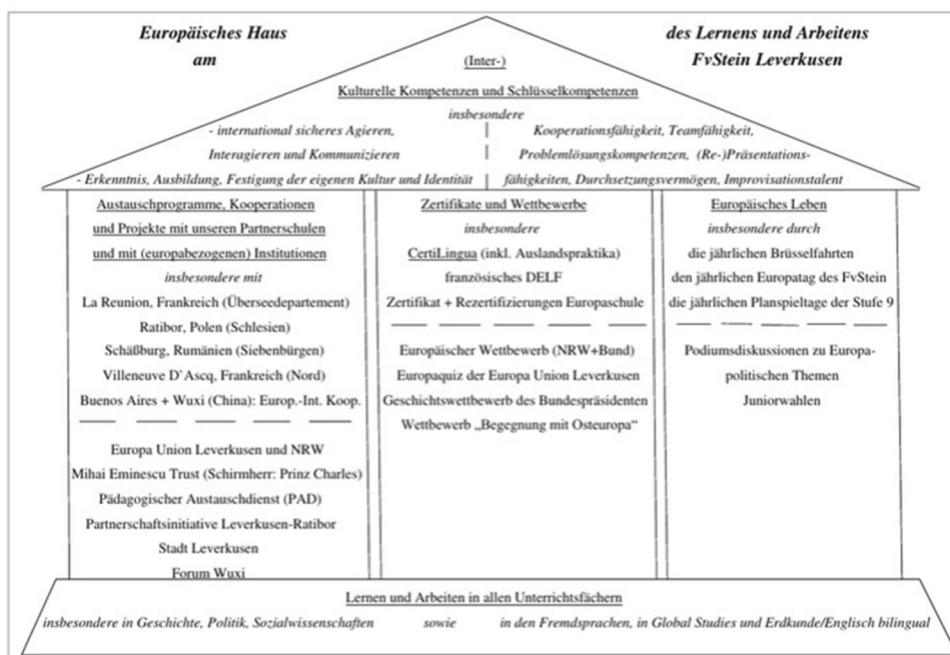 Europäisches Haus
am
des Lernens und Arbeitens
FvStein Leverkusen
(Inter-)
Kulturelle Kompetenzen und Schlüsselkompetenzen
insbesondere
- international sicheres Agieren,
Interagieren und Kommunizieren
- Erkenntnis, Ausbildung, Festigung der eigenen Kultur und Identität
Kooperationsfähigkeit, Teamfähigkeit,
Problemlösungskompetenzen, (Re-)Präsentations-
fähigkeiten, Durchsetzungsvermögen, Improvisationstalent
Austauschprogramme, Kooperationen
und Projekte mit unseren Partnerschulen
und mit (europabezogenen) Institutionen
insbesondere mit
La Reunion, Frankreich (Überseedepartement)
Ratibor, Polen (Schlesien)
Schäßburg, Rumänien (Siebenbürgen)
Villeneuve D`Ascq, Frankreich (Nord)
Buenos Aires + Wuxi (China): Europ.-Int. Koop.
Europa Union Leverkusen und NRW
Mihai Eminescu Trust (Schirmherr: Prinz Charles)
Pädagogischer Austauschdienst (PAD)
Partnerschaftsinitiative Leverkusen-Ratibor
Stadt Leverkusen
Forum Wuxi
Zertifikate und Wettbewerbe
insbesondere
CertiLingua (inkl. Auslandspraktika)
französisches DELF
Zertifikat + Rezertifizierungen Europaschule
Europäischer Wettbewerb (NRW+Bund)
Europaquiz der Europa Union Leverkusen
Geschichtswettbewerb des Bundespräsidenten
Wettbewerb „Begegnung mit Osteuropa“
Europäisches Leben
insbesondere durch
die jährlichen Brüsselfahrten
den jährlichen Europatag des FvStein
die jährlichen Planspieltage der Stufe 9
Podiumsdiskussionen zu Europa-
politischen Themen
Juniorwahlen
Lernen und Arbeiten in allen Unterrichtsfächern
insbesondere in Geschichte, Politik, Sozialwissenschaften sowie in den Fremdsprachen, in Global Studies und Erdkunde/Englisch bilingual